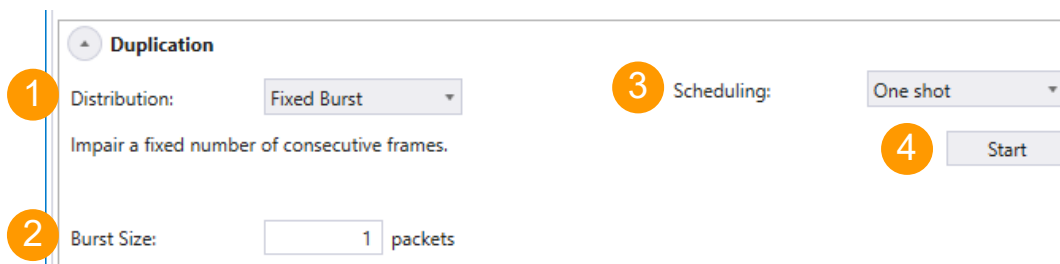 Duplication
1 Distribution: Fixed Burst 3 Scheduling: One shot
Impair a fixed number of consecutive frames. 4 Start
2 Burst Size: 1 packets